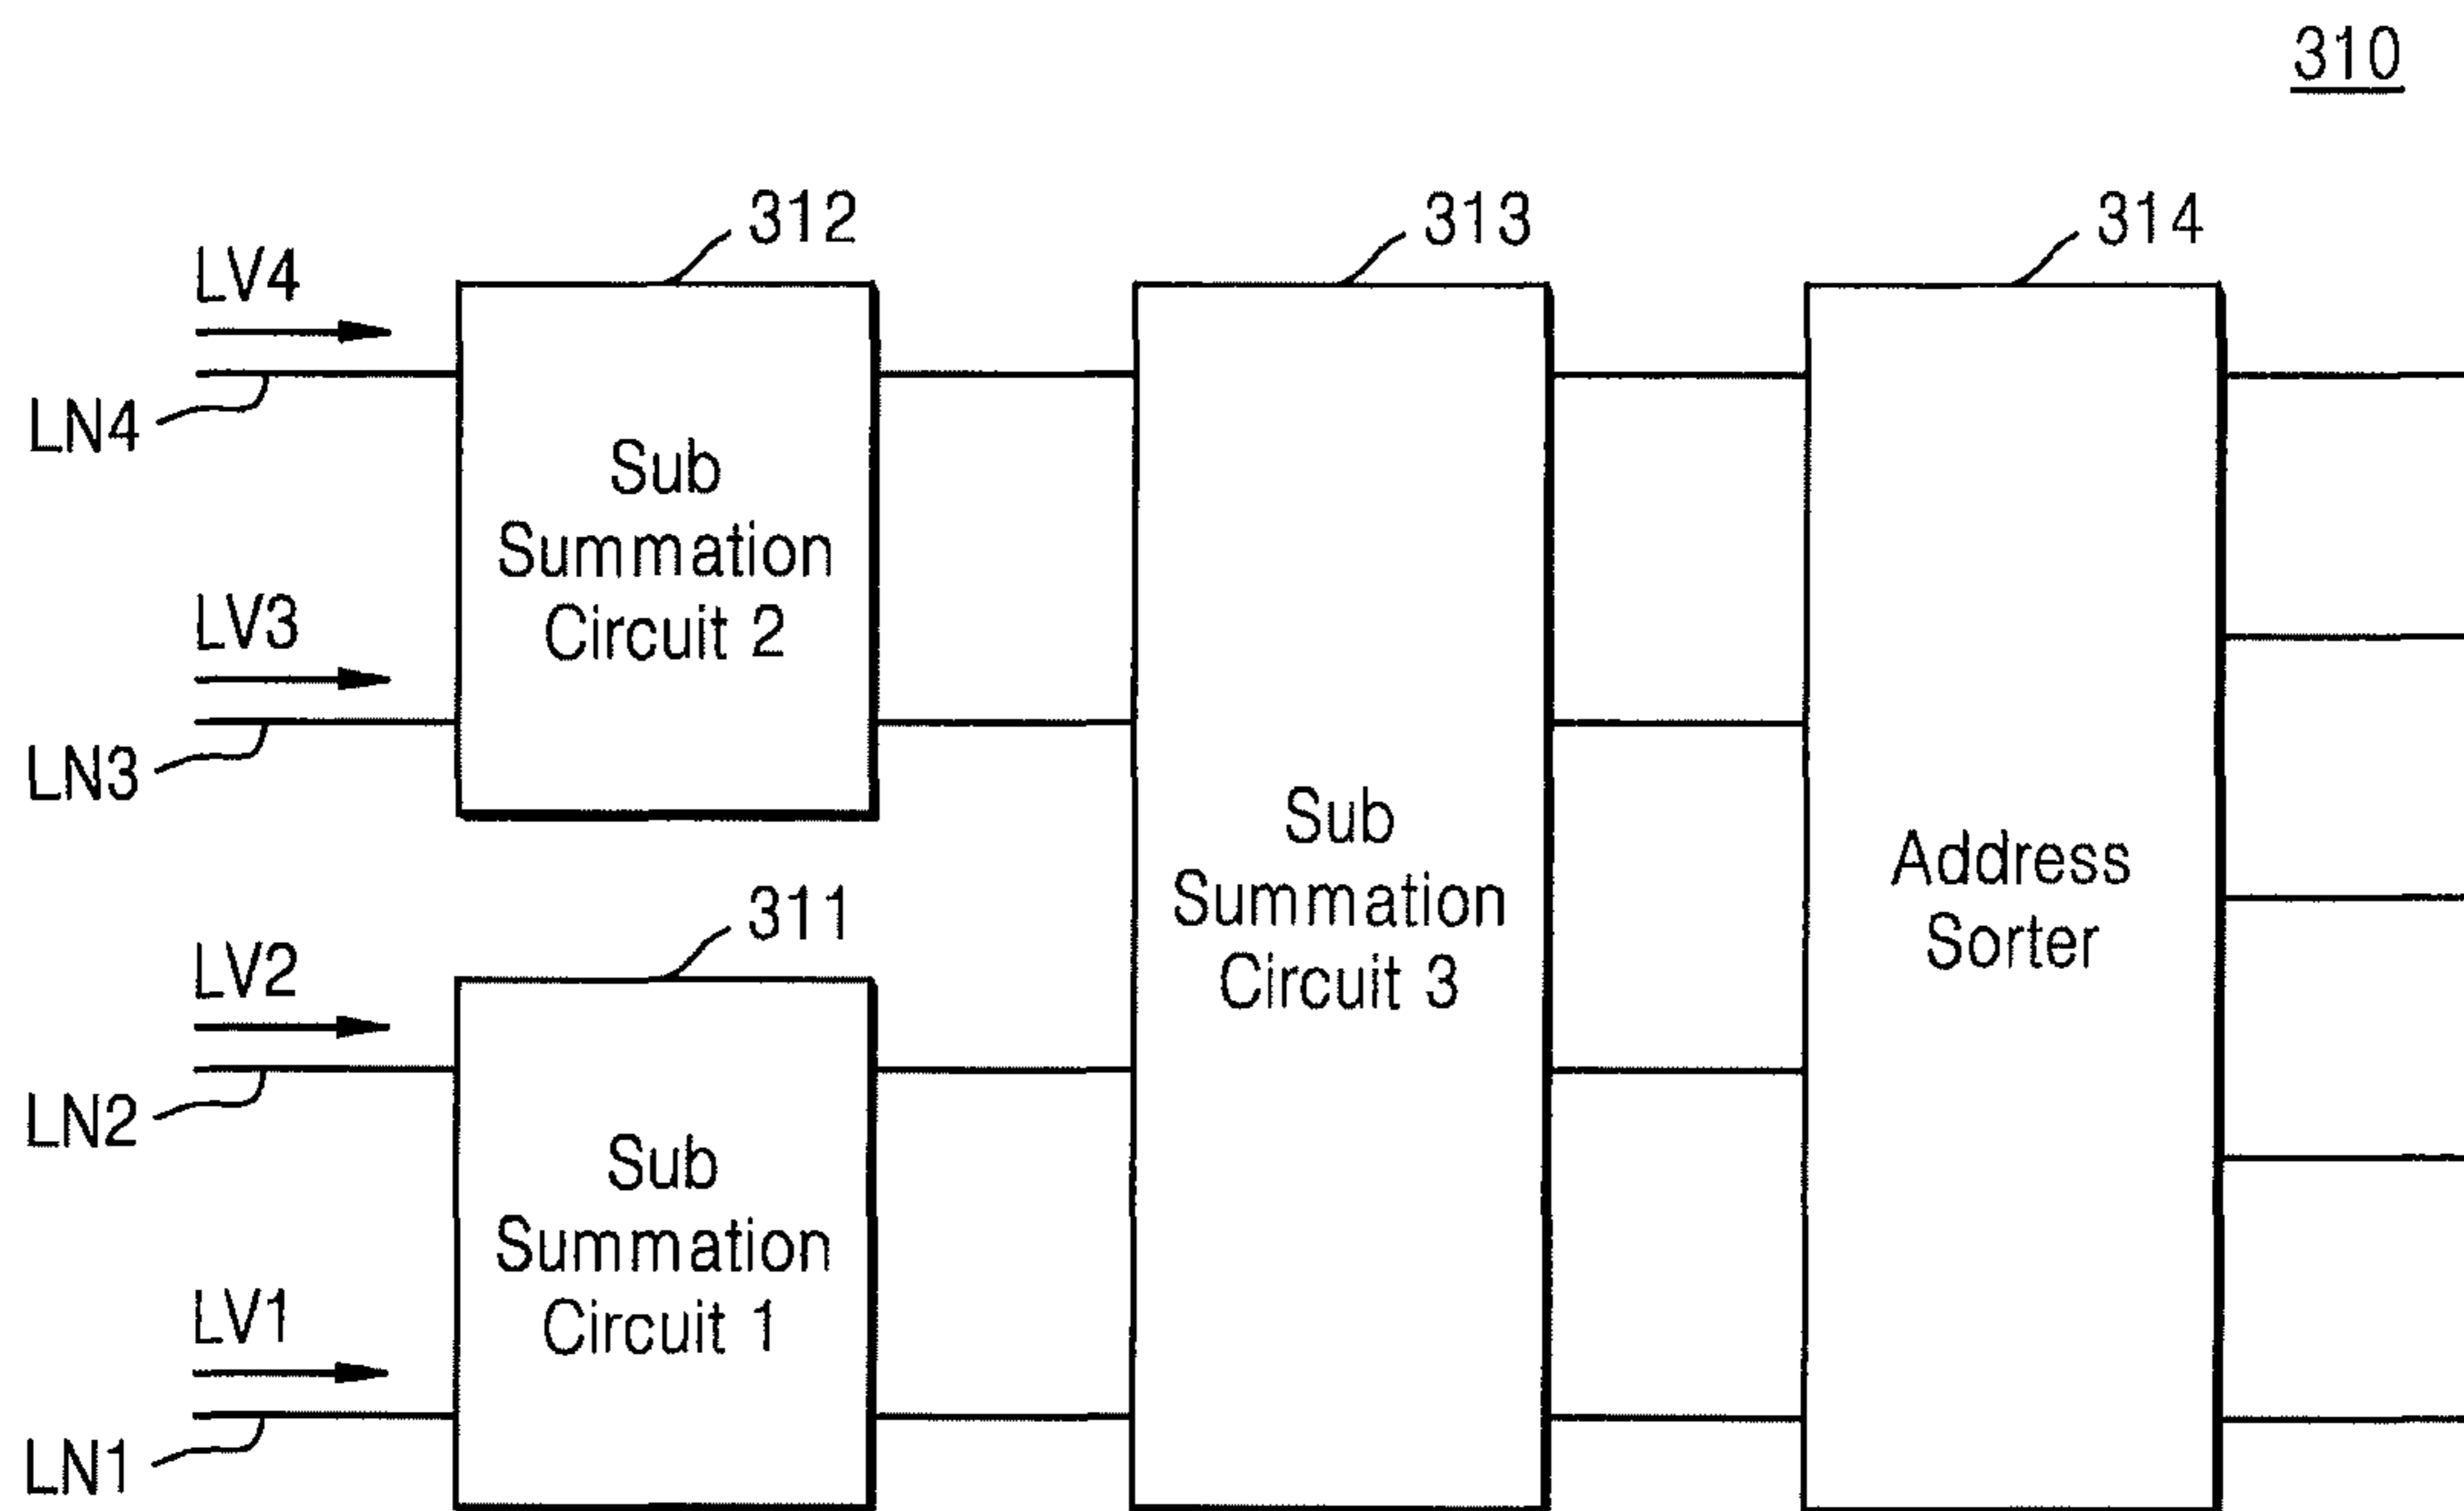 310
312
313
314
LV4
LN4
Sub
Summation
Circuit 2
LV3
LN3
311
LV2
LN2
Sub
Summation
Circuit 1
LV1
LN1
Sub
Summation
Circuit 3
Address
Sorter